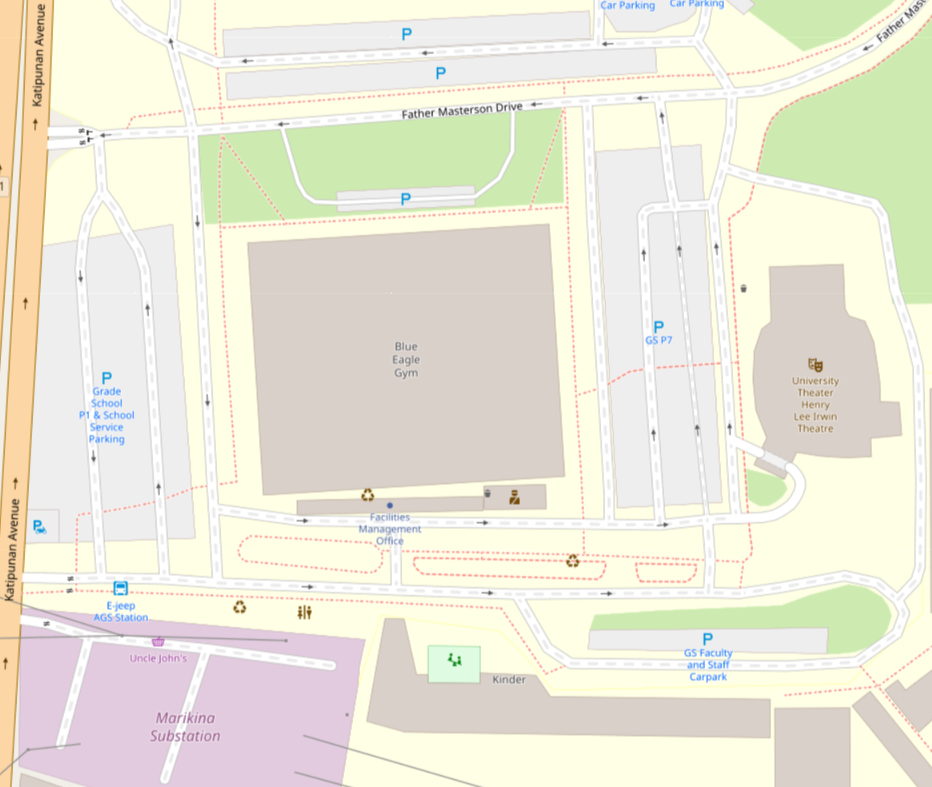 Car Parking
Car Parking
Father Mas
Katipunan Avenue
P
P
Father Masterson Drive
1
P
Blue
Eagle
Gym
P
GS P7
P
Grade
School
P1 & School
Service
Parking
University
Theater
Henry
Lee Irwin
Theatre
Katipunan Avenue
P
Facilities
Management
Office
E-jeep
AGS Station
Uncle John's
Marikina
Substation
Kinder
P
GS Faculty
and Staff
Carpark